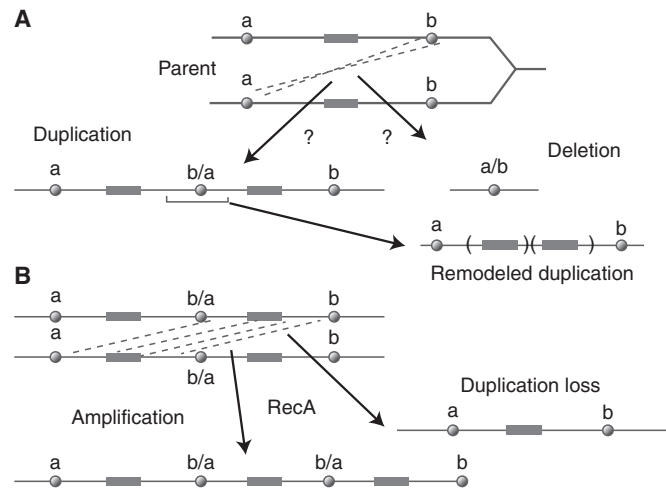 A
a b
Parent
a b
? ?
Duplication
Deletion
a b/a b
a/b
a ( )( ) b
Remodeled duplication
B
a b/a b
a b
b/a
Duplication loss
Amplification RecA
a b
a b/a b/a b